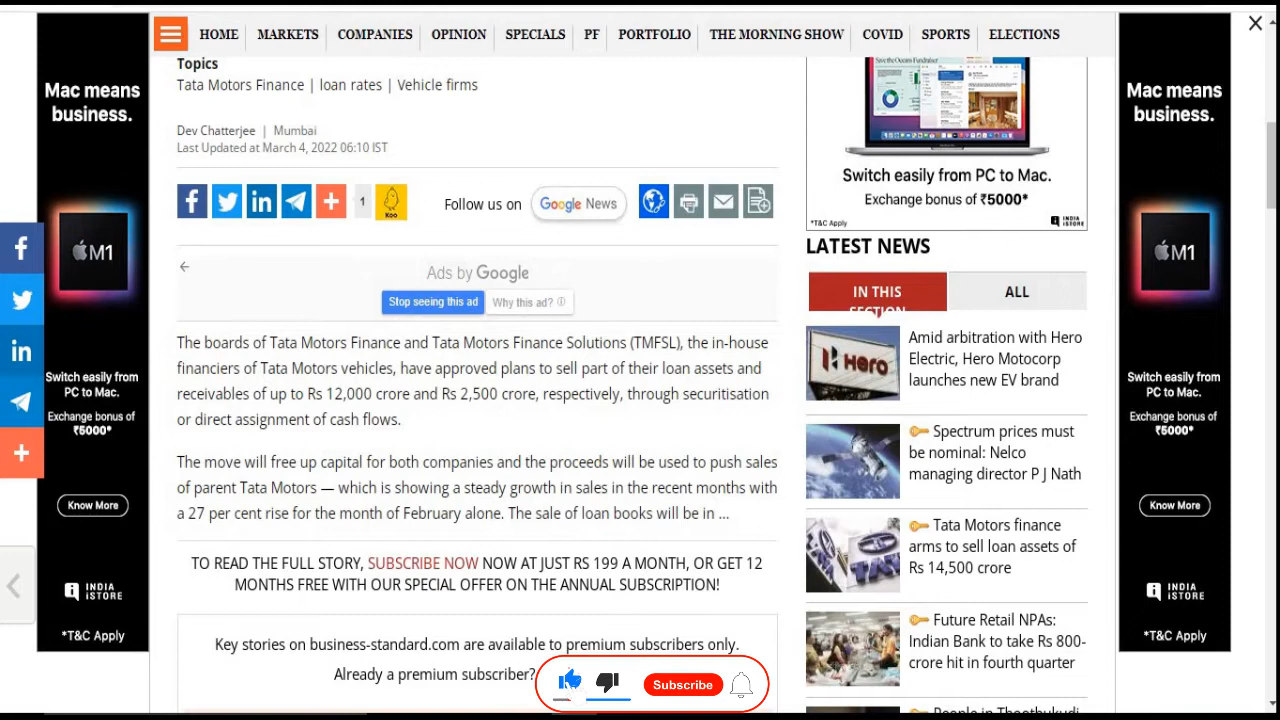 HOME MARKETS COMPANIES OPINION SPECIALS PF PORTFOLIO THE MORNING SHOW COVID SPORTS ELECTIONS
Mac means
business.
M1
Switch easily from
PC to Mac.
Exchange bonus of
₹5000*
Know More
INDIA
iSTORE
*T&C Apply
Topics
Tata Motors Finance | loan rates | Vehicle firms
Dev Chatterjee | Mumbai
Last Updated at March 4, 2022 06:10 IST
1
Koo
Follow us on
Google News
Ads by Google
Stop seeing this ad
Why this ad?
The boards of Tata Motors Finance and Tata Motors Finance Solutions (TMFSL), the in-house
financiers of Tata Motors vehicles, have approved plans to sell part of their loan assets and
receivables of up to Rs 12,000 crore and Rs 2,500 crore, respectively, through securitisation
or direct assignment of cash flows.
The move will free up capital for both companies and the proceeds will be used to push sales
of parent Tata Motors — which is showing a steady growth in sales in the recent months with
a 27 per cent rise for the month of February alone. The sale of loan books will be in ...
TO READ THE FULL STORY, SUBSCRIBE NOW NOW AT JUST RS 199 A MONTH, OR GET 12
MONTHS FREE WITH OUR SPECIAL OFFER ON THE ANNUAL SUBSCRIPTION!
Key stories on business-standard.com are available to premium subscribers only.
Already a premium subscriber?
Subscribe
Save the Oceans Fundraiser
Switch easily from PC to Mac.
Exchange bonus of ₹5000*
*T&C Apply
INDIA
iSTORE
LATEST NEWS
IN THIS
SECTION
ALL
HERO
Amid arbitration with Hero
Electric, Hero Motocorp
launches new EV brand
Spectrum prices must
be nominal: Nelco
managing director P J Nath
Tata Motors finance
arms to sell loan assets of
Rs 14,500 crore
Future Retail NPAs:
Indian Bank to take Rs 800-
crore hit in fourth quarter
People in Thoothukudi
Mac means
business.
M1
Switch easily from
PC to Mac.
Exchange bonus of
₹5000*
Know More
INDIA
iSTORE
*T&C Apply